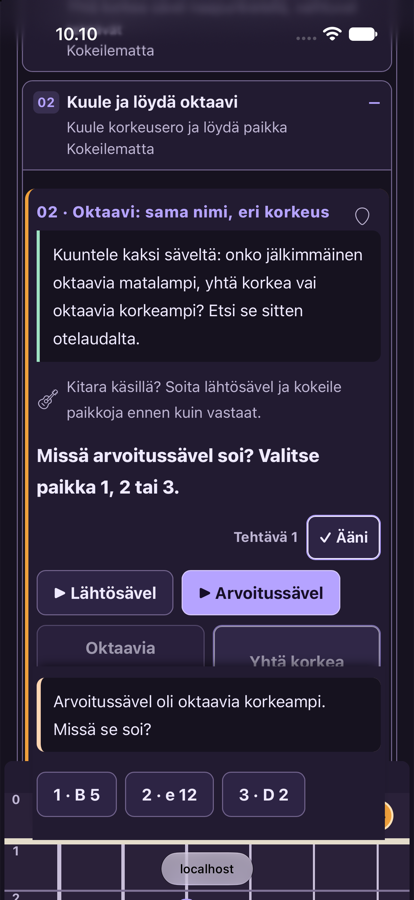 10.10
Kokeilematta
02
Kuule ja löydä oktaavi
–
Kuule korkeusero ja löydä paikka
Kokeilematta
02 · Oktaavi: sama nimi, eri korkeus
Kuuntele kaksi säveltä: onko jälkimmäinen
oktaavia matalampi, yhtä korkea vai
oktaavia korkeampi? Etsi se sitten
otelaudalta.
Kitara käsillä? Soita lähtösävel ja kokeile
paikkoja ennen kuin vastaat.
Missä arvoitussävel soi? Valitse
paikka 1, 2 tai 3.
Tehtävä 1
✓ Ääni
▶ Lähtösävel
▶ Arvoitussävel
Oktaavia
Yhtä korkea
Arvoitussävel oli oktaavia korkeampi.
Missä se soi?
1 · B 5
2 · e 12
3 · D 2
0
1
localhost
2